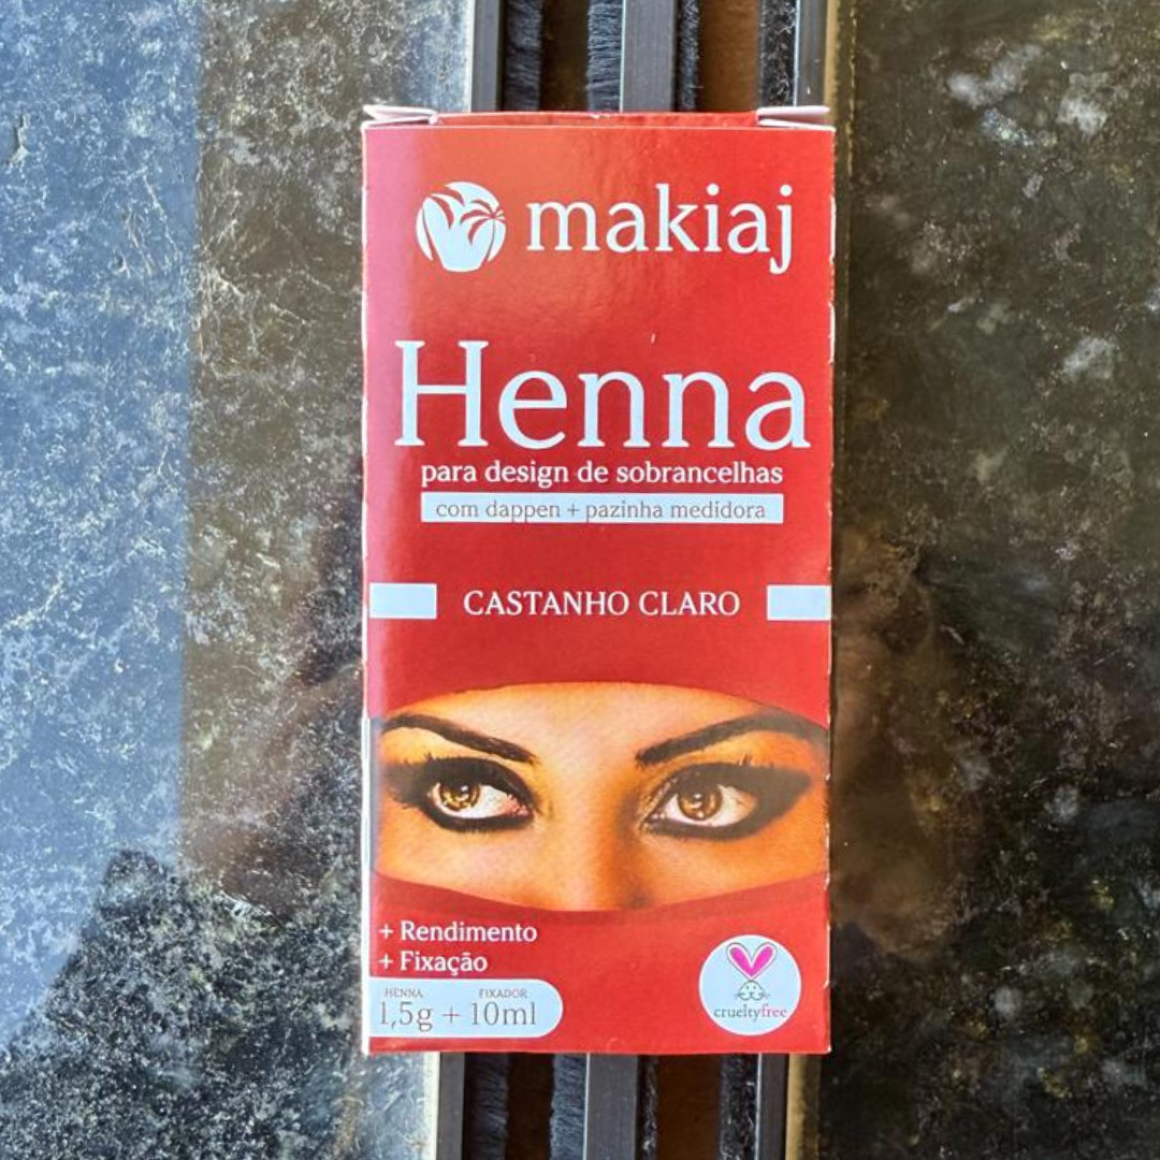 makiaj
Henna
para design de sobrancelhas
com dappen + pazinha medidora
CASTANHO CLARO
+ Rendimento
+ Fixação
HENNA FIXADOR
1,5g + 10ml
crueltyfree